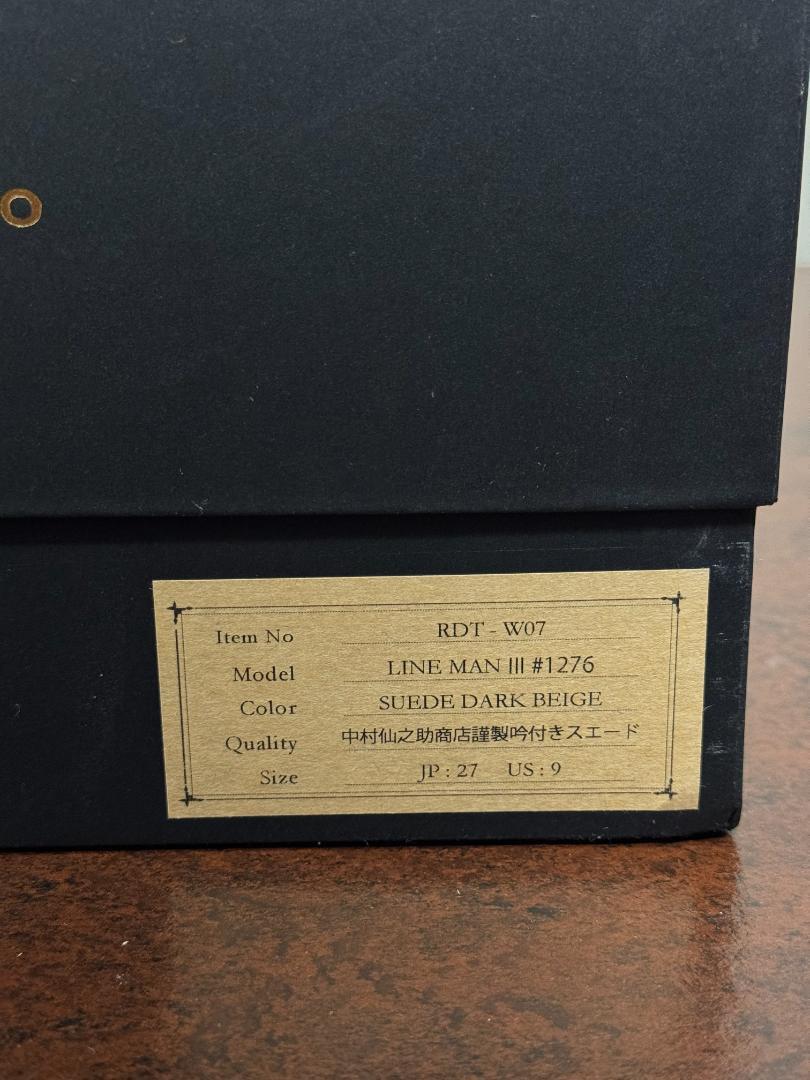 Item No RDT - W07
Model LINE MAN III #1276
Color SUEDE DARK BEIGE
Quality 中村仙之助商店謹製吟付きスエード
Size JP : 27 US : 9